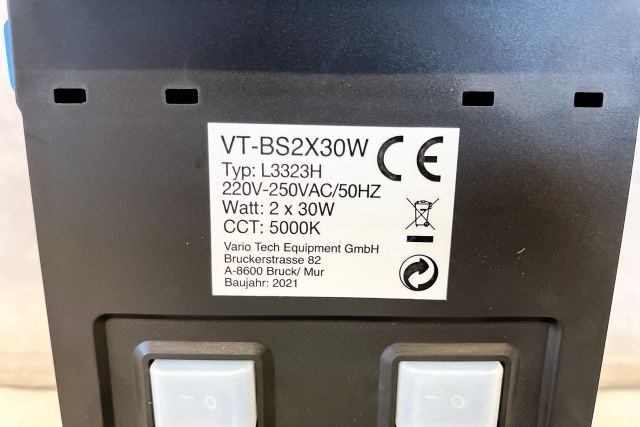 VT-BS2X30W
CE
Typ: L3323H
220V-250VAC/50HZ
Watt: 2 x 30W
CCT: 5000K
Vario Tech Equipment GmbH
Bruckerstrasse 82
A-8600 Bruck/ Mur
Baujahr: 2021
I O
I O